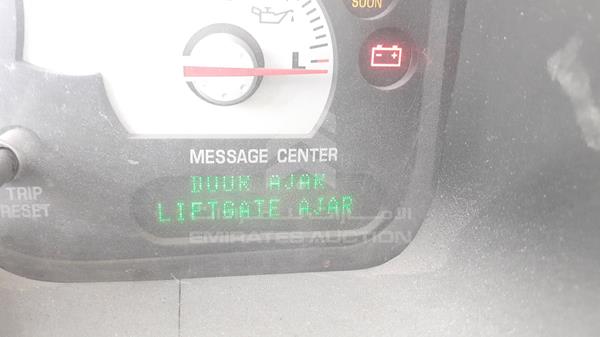 SOON
L
MESSAGE CENTER
DOOR AJAR
LIFTGATE AJAR
TRIP
RESET
EMIRATES AUCTION